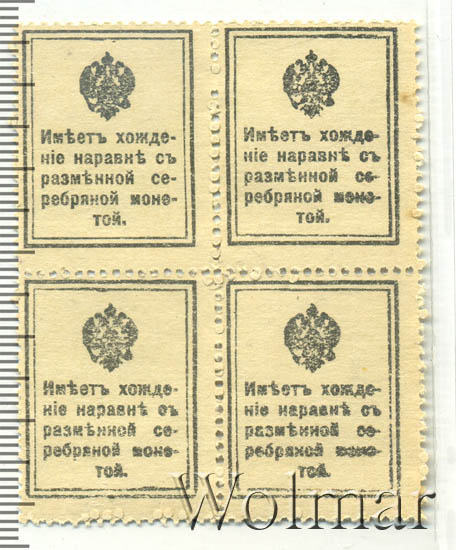 Имѣетъ хожде-
ніе наравнѣ съ
размѣнной се-
ребряной моне-
той.
Имѣетъ хожде-
ніе наравнѣ съ
размѣнной се-
ребряной моне-
той.
Имѣетъ хожде-
ніе наравнѣ съ
размѣнной се-
ребряной моне-
той.
Имѣетъ хожде-
ніе наравнѣ съ
размѣнной се-
ребряной моне-
той.
Wolmar